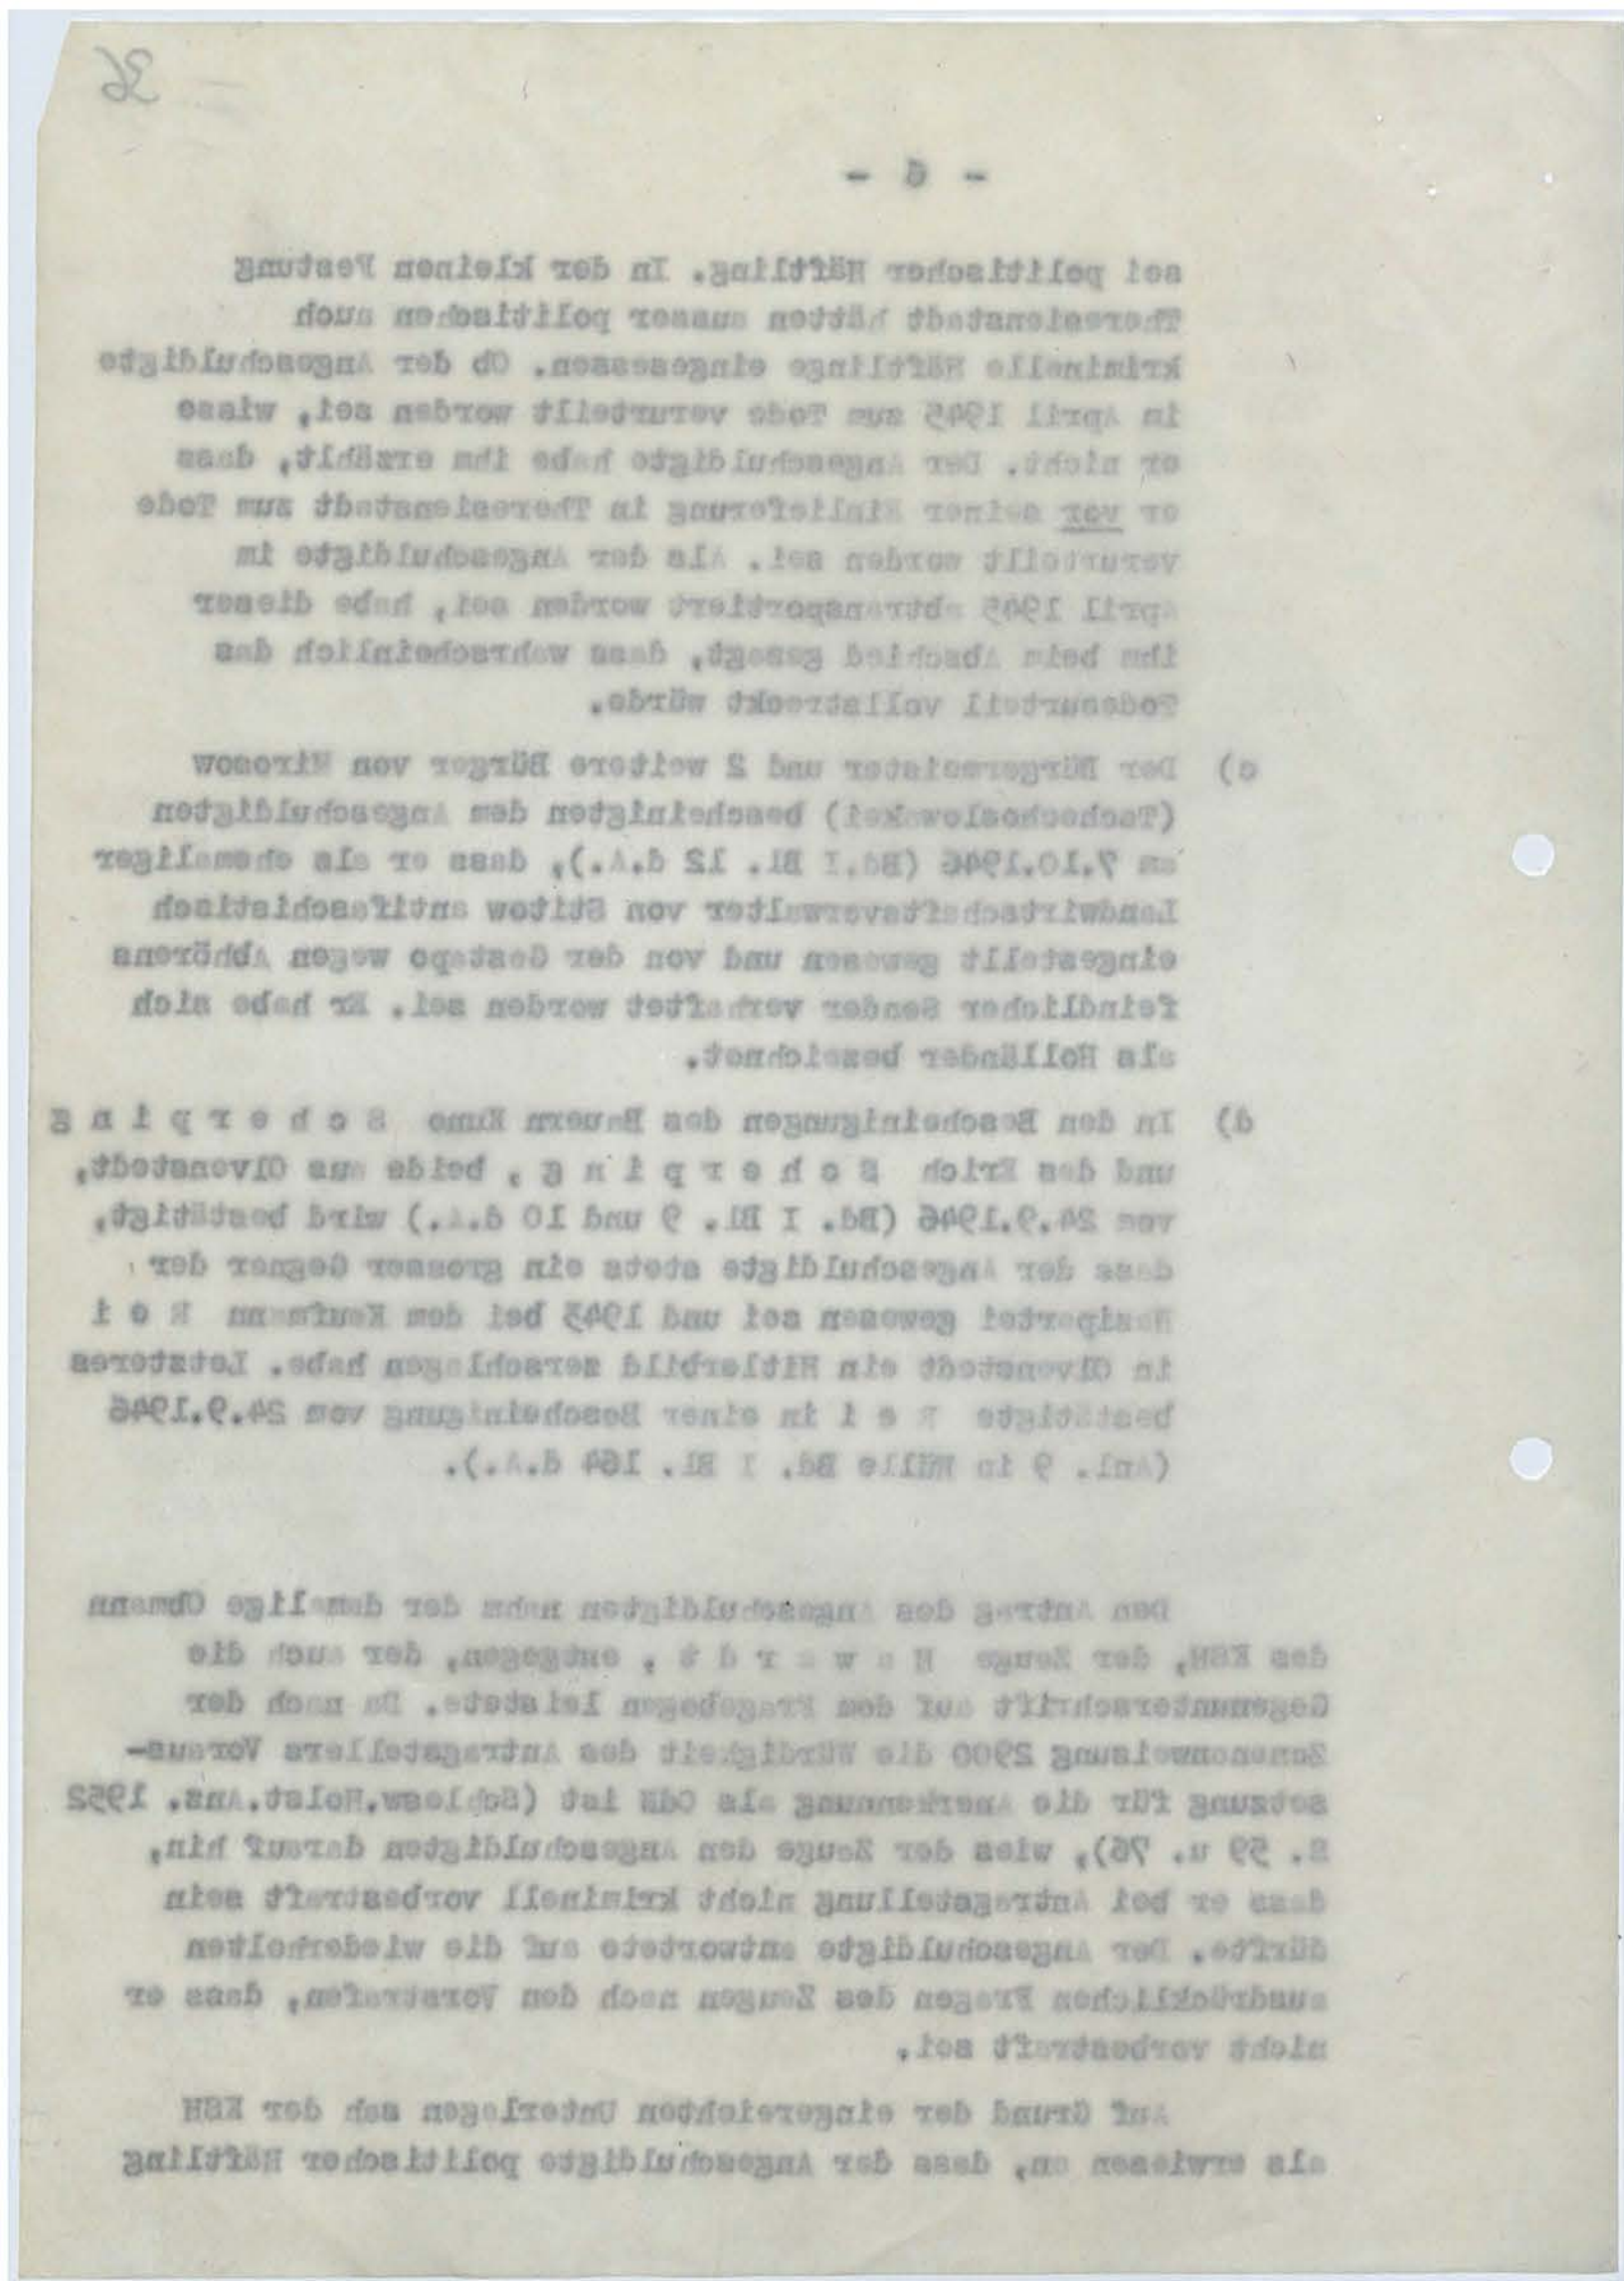 36
- 6 -
sei politischer Häftling. In der kleinen Festung
Theresienstadt hätten ausser politischen auch
kriminelle Häftlinge eingesessen. Ob der Angeschuldigte
im April 1945 zum Tode verurteilt worden sei, wisse
er nicht. Der Angeschuldigte habe ihm erzählt, dass
er vor seiner Einlieferung in Theresienstadt zum Tode
verurteilt worden sei. Als der Angeschuldigte im
April 1945 abtransportiert worden sei, habe dieser
ihm beim Abschied gesagt, dass wahrscheinlich das
Todesurteil vollstreckt würde.
c) Der Bürgermeister und 2 weitere Bürger von Mirosow
(Tschechoslowakei) bescheinigten dem Angeschuldigten
am 7.10.1946 (Bd.I Bl. 12 d.A.), dass er als ehemaliger
Landwirtschaftsverwalter von Stitow antifaschistisch
eingestellt gewesen und von der Gestapo wegen Abhörens
feindlicher Sender verhaftet worden sei. Er habe sich
als Holländer bezeichnet.
d) In den Bescheinigungen des Bauern Kuno S c h e r p i n g
und des Erich S c h e r p i n g , beide aus Olvenstedt,
vom 24.9.1946 (Bd. I Bl. 9 und 10 d.A.) wird bestätigt,
dass der Angeschuldigte stets ein grosser Gegner der
Nazipartei gewesen sei und 1943 bei dem Kaufmann R e i
in Olvenstedt ein Hitlerbild zerschlagen habe. Letzteres
bestätigte R e i in einer Bescheinigung vom 24.9.1946
(Anl. 9 in Hülle Bd. I Bl. 164 d.A.).
Den Antrag des Angeschuldigten nahm der damalige Obmann
des KSH, der Zeuge H a w a r d t , entgegen, der auch die
Gegenunterschrift auf dem Fragebogen leistete. Da nach der
Zonenanweisung 2900 die Würdigkeit des Antragstellers Voraus-
setzung für die Anerkennung als OdN ist (Schlesw.Holst.Anz. 1952
S. 59 u. 76), wies der Zeuge den Angeschuldigten darauf hin,
dass er bei Antragstellung nicht kriminell vorbestraft sein
dürfte. Der Angeschuldigte antwortete auf die wiederholten
ausdrücklichen Fragen des Zeugen nach den Vorstrafen, dass er
nicht vorbestraft sei.
Auf Grund der eingereichten Unterlagen sah der KSH
als erwiesen an, dass der Angeschuldigte politischer Häftling